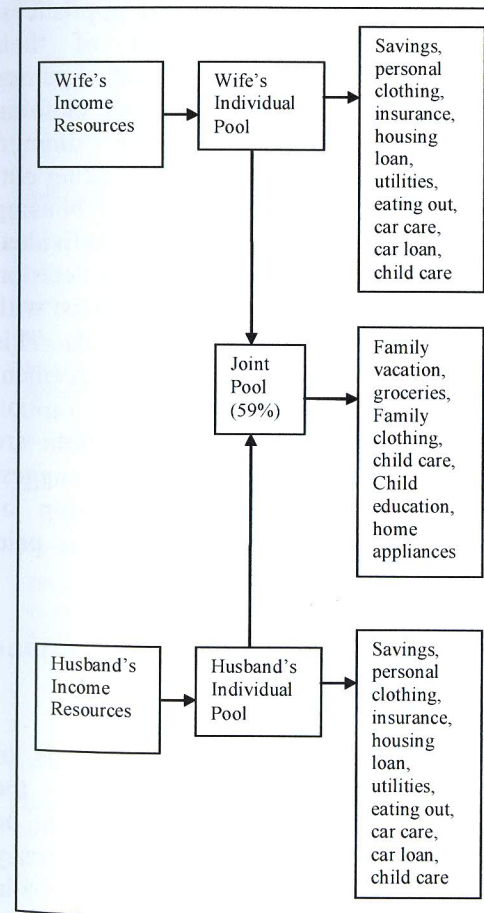 Wife's
Income
Resources
Wife's
Individual
Pool
Savings,
personal
clothing,
insurance,
housing
loan,
utilities,
eating out,
car care,
car loan,
child care
Joint
Pool
(59%)
Family
vacation,
groceries,
Family
clothing,
child care,
Child
education,
home
appliances
Husband's
Income
Resources
Husband's
Individual
Pool
Savings,
personal
clothing,
insurance,
housing
loan,
utilities,
eating out,
car care,
car loan,
child care